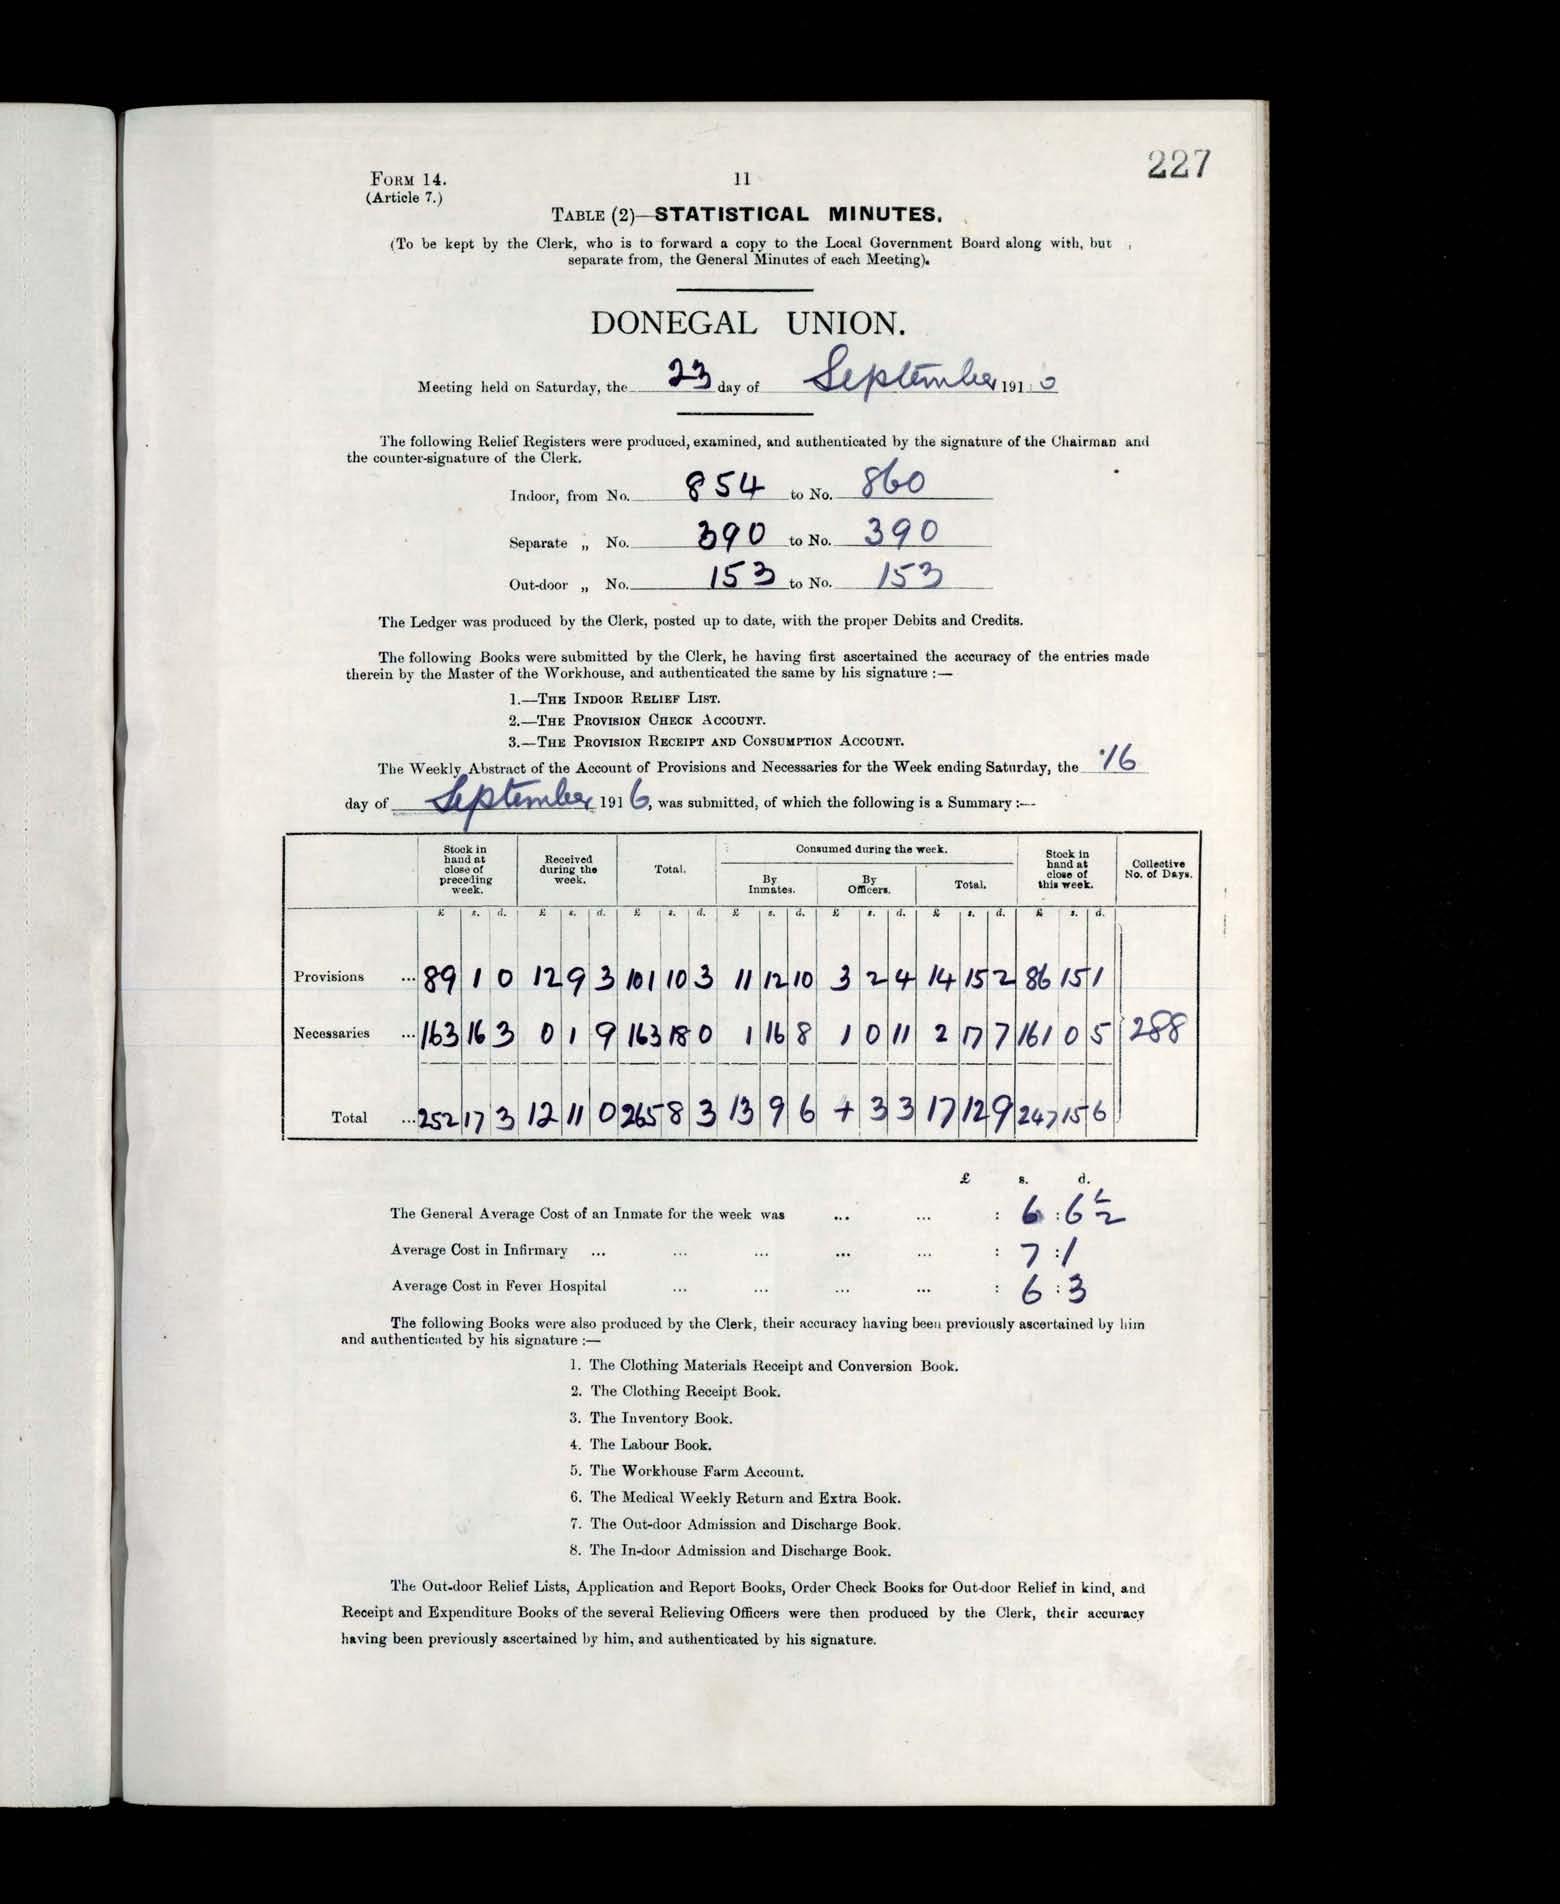 227
FORM 14.
11
(Article 7.)
TABLE (2)—STATISTICAL MINUTES.
(To be kept by the Clerk, who is to forward a copy to the Local Government Board along with, but
separate from, the General Minutes of each Meeting).
DONEGAL UNION.
Meeting held on Saturday, the 23 day of September 191
The following Relief Registers were produced, examined, and authenticated by the signature of the Chairman and
the counter-signature of the Clerk.
Indoor, from No. 854 to No. 860
Separate „ No. 390 to No. 390
Out-door „ No. 153 to No. 153
The Ledger was produced by the Clerk, posted up to date, with the proper Debits and Credits.
The following Books were submitted by the Clerk, he having first ascertained the accuracy of the entries made
therein by the Master of the Workhouse, and authenticated the same by his signature :—
1.—THE INDOOR RELIEF LIST.
2.—THE PROVISION CHECK ACCOUNT.
3.—THE PROVISION RECEIPT AND CONSUMPTION ACCOUNT.
The Weekly Abstract of the Account of Provisions and Necessaries for the Week ending Saturday, the 16
day of September 1916, was submitted, of which the following is a Summary :—
Stock in hand at close of preceding week. Received during the week. Total. Consumed during the week. Stock in hand at close of this week. Collective No. of Days.
By Inmates. By Officers. Total.
£ s. d. £ s. d. £ s. d. £ s. d. £ s. d. £ s. d. £ s. d.
Provisions ... 89 1 0 12 9 3 101 10 3 11 12 10 3 2 4 14 15 2 86 15 1
Necessaries ... 163 16 3 0 1 9 163 18 0 1 16 8 1 0 11 2 17 7 161 0 5 288
Total ... 252 17 3 12 11 0 265 8 3 13 9 6 4 3 3 17 12 9 247 15 6
£ s. d.
The General Average Cost of an Inmate for the week was ... ... : 6 : 6 1/2
Average Cost in Infirmary ... ... ... ... ... : 7 : 1
Average Cost in Fever Hospital ... ... ... ... : 6 : 3
The following Books were also produced by the Clerk, their accuracy having been previously ascertained by him
and authenticated by his signature :—
1. The Clothing Materials Receipt and Conversion Book.
2. The Clothing Receipt Book.
3. The Inventory Book.
4. The Labour Book.
5. The Workhouse Farm Account.
6. The Medical Weekly Return and Extra Book.
7. The Out-door Admission and Discharge Book.
8. The In-door Admission and Discharge Book.
The Out-door Relief Lists, Application and Report Books, Order Check Books for Out-door Relief in kind, and
Receipt and Expenditure Books of the several Relieving Officers were then produced by the Clerk, their accuracy
having been previously ascertained by him, and authenticated by his signature.